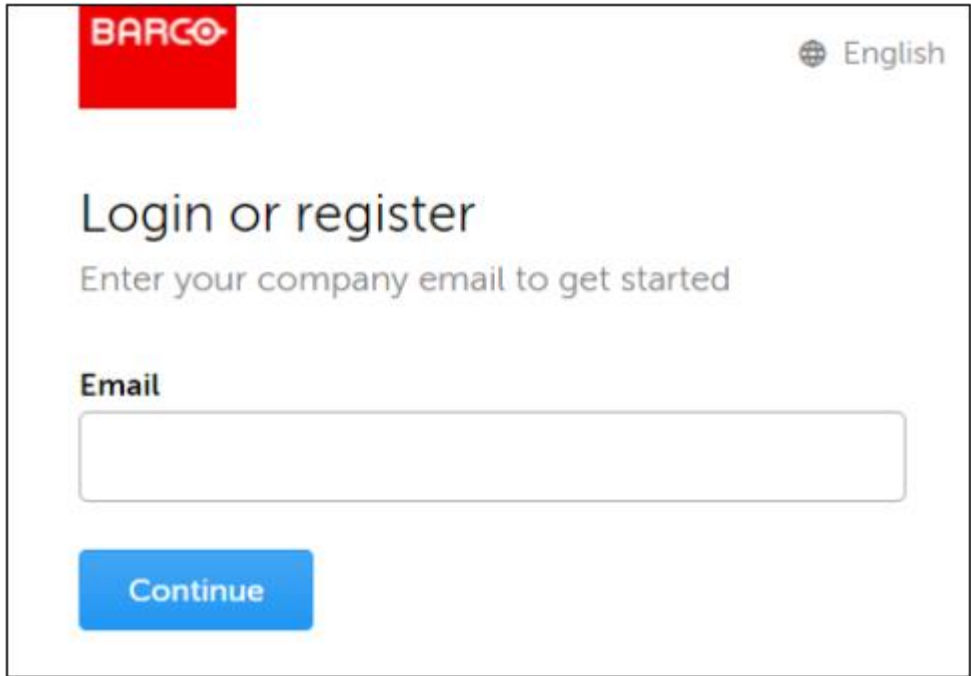 BARCO
English
Login or register
Enter your company email to get started
Email
Continue